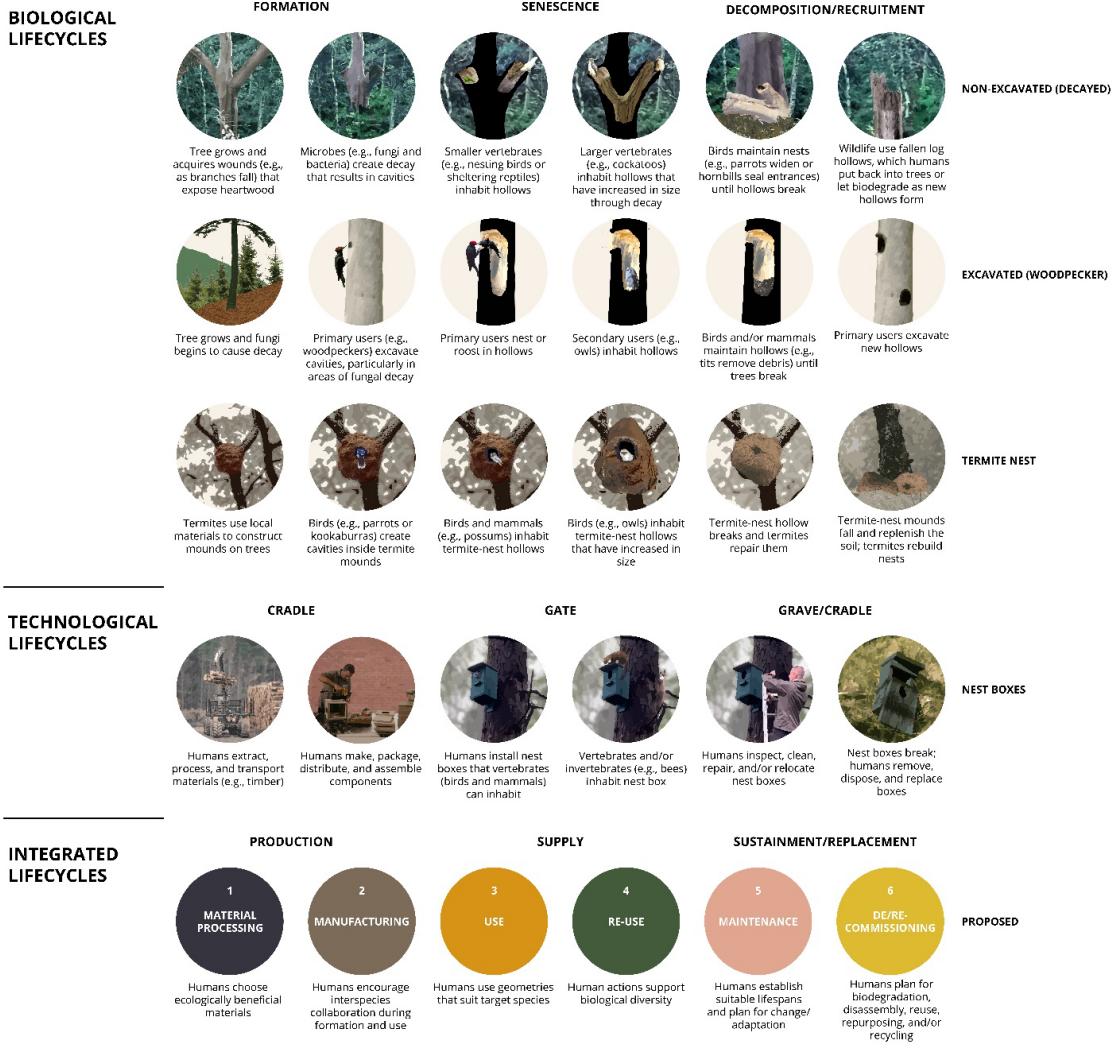 BIOLOGICAL
LIFECYCLES
FORMATION
SENESCENCE
DECOMPOSITION/RECRUITMENT
Tree grows and
acquires wounds (e.g.,
as branches fall) that
expose heartwood
Microbes (e.g., fungi and
bacteria) create decay
that results in cavities
Smaller vertebrates
(e.g., nesting birds or
sheltering reptiles)
inhabit hollows
Larger vertebrates
(e.g., cockatoos)
inhabit hollows that
have increased in size
through decay
Birds maintain nests
(e.g., parrots widen or
hornbills seal entrances)
until hollows break
Wildlife use fallen log
hollows, which humans
put back into trees or
let biodegrade as new
hollows form
NON-EXCAVATED (DECAYED)
Tree grows and fungi
begins to cause decay
Primary users (e.g.,
woodpeckers) excavate
cavities, particularly in
areas of fungal decay
Primary users nest or
roost in hollows
Secondary users (e.g.,
owls) inhabit hollows
Birds and/or mammals
maintain hollows (e.g.,
tits remove debris) until
trees break
Primary users excavate
new hollows
EXCAVATED (WOODPECKER)
Termites use local
materials to construct
mounds on trees
Birds (e.g., parrots or
kookaburras) create
cavities inside termite
mounds
Birds and mammals
(e.g., possums) inhabit
termite-nest hollows
Birds (e.g., owls) inhabit
termite-nest hollows
that have increased in
size
Termite-nest hollow
breaks and termites
repair them
Termite-nest mounds
fall and replenish the
soil; termites rebuild
nests
TERMITE NEST
TECHNOLOGICAL
LIFECYCLES
CRADLE
GATE
GRAVE/CRADLE
Humans extract,
process, and transport
materials (e.g., timber)
Humans make, package,
distribute, and assemble
components
Humans install nest
boxes that vertebrates
(birds and mammals)
can inhabit
Vertebrates and/or
invertebrates (e.g., bees)
inhabit nest box
Humans inspect, clean,
repair, and/or relocate
nest boxes
Nest boxes break;
humans remove,
dispose, and replace
boxes
NEST BOXES
INTEGRATED
LIFECYCLES
PRODUCTION
SUPPLY
SUSTAINMENT/REPLACEMENT
1
MATERIAL
PROCESSING
2
MANUFACTURING
3
USE
4
RE-USE
5
MAINTENANCE
6
DE/RE-
COMMISSIONING
PROPOSED
Humans choose
ecologically beneficial
materials
Humans encourage
interspecies
collaboration during
formation and use
Humans use geometries
that suit target species
Human actions support
biological diversity
Humans establish
suitable lifespans
and plan for change/
adaptation
Humans plan for
biodegradation,
disassembly, reuse,
repurposing, and/or
recycling